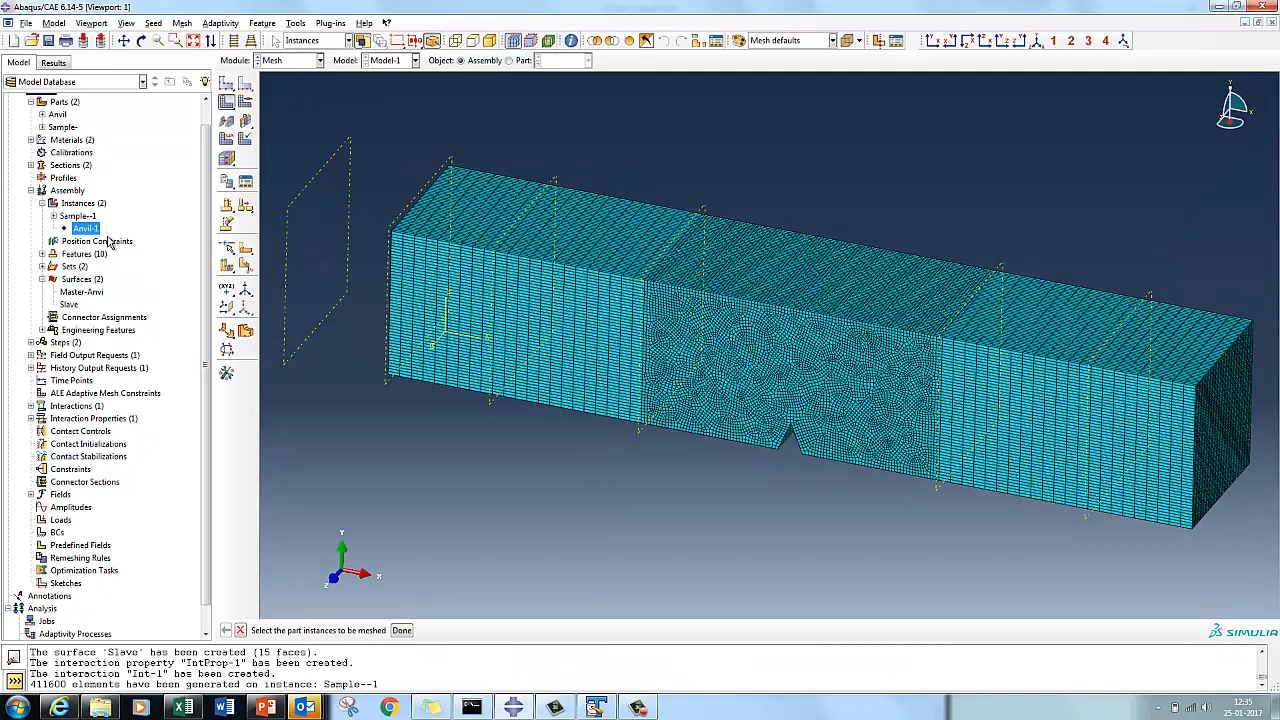 Abaqus/CAE 6.14-5 [Viewport: 1]
File Model Viewport View Seed Mesh Adaptivity Feature Tools Plug-ins Help
Instances Mesh defaults 1 2 3 4
Model Results Module: Mesh Model: Model-1 Object: Assembly Part:
Model Database
Parts (2)
Anvil
Sample-
Materials (2)
Calibrations
Sections (2)
Profiles
Assembly
Instances (2)
Sample--1
Anvil-1
Position Constraints
Features (10)
Sets (2)
Surfaces (2)
Master-Anvi
Slave
Connector Assignments
Engineering Features
Steps (2)
Field Output Requests (1)
History Output Requests (1)
Time Points
ALE Adaptive Mesh Constraints
Interactions (1)
Interaction Properties (1)
Contact Controls
Contact Initializations
Contact Stabilizations
Constraints
Connector Sections
Fields
Amplitudes
Loads
BCs
Predefined Fields
Remeshing Rules
Optimization Tasks
Sketches
Annotations
Analysis
Jobs
Adaptivity Processes
Y
X
Z
Select the part instances to be meshed Done
SIMULIA
The surface 'Slave' has been created (15 faces).
The interaction property "IntProp-1" has been created.
The interaction "Int-1" has been created.
411600 elements have been generated on instance: Sample--1
12:35
25-01-2017